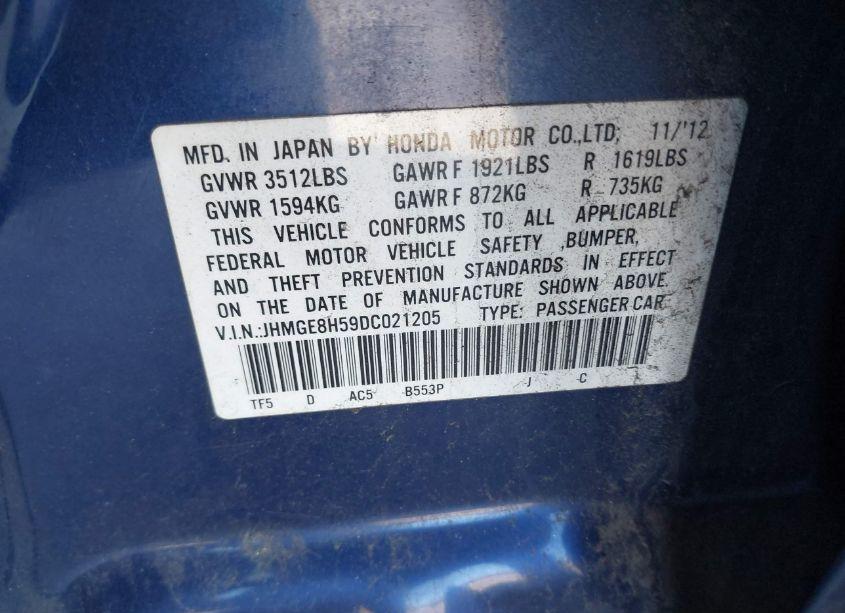 MFD. IN JAPAN BY HONDA MOTOR CO.,LTD; 11/'12
GVWR 3512LBS GAWR F 1921LBS R 1619LBS
GVWR 1594KG GAWR F 872KG R 735KG
THIS VEHICLE CONFORMS TO ALL APPLICABLE
FEDERAL MOTOR VEHICLE SAFETY ,BUMPER,
AND THEFT PREVENTION STANDARDS IN EFFECT
ON THE DATE OF MANUFACTURE SHOWN ABOVE.
V.I.N.:JHMGE8H59DC021205 TYPE: PASSENGER CAR
TF5 D AC5 B553P J C